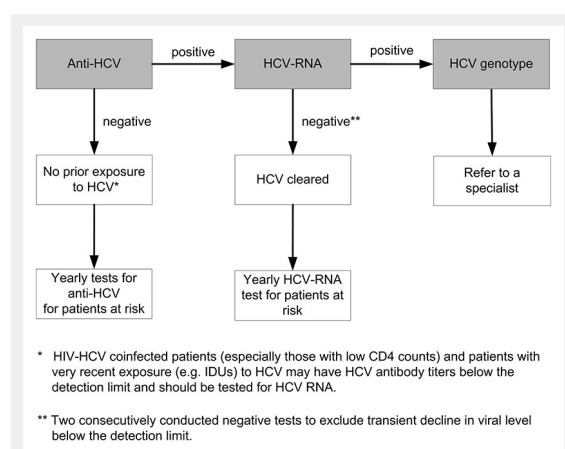 Anti-HCV
positive
HCV-RNA
positive
HCV genotype
negative
negative**
No prior exposure
to HCV*
HCV cleared
Refer to a
specialist
Yearly tests for
anti-HCV
for patients at risk
Yearly HCV-RNA
test for patients at
risk
* HIV-HCV coinfected patients (especially those with low CD4 counts) and patients with
very recent exposure (e.g. IDUs) to HCV may have HCV antibody titers below the
detection limit and should be tested for HCV RNA.
** Two consecutively conducted negative tests to exclude transient decline in viral level
below the detection limit.